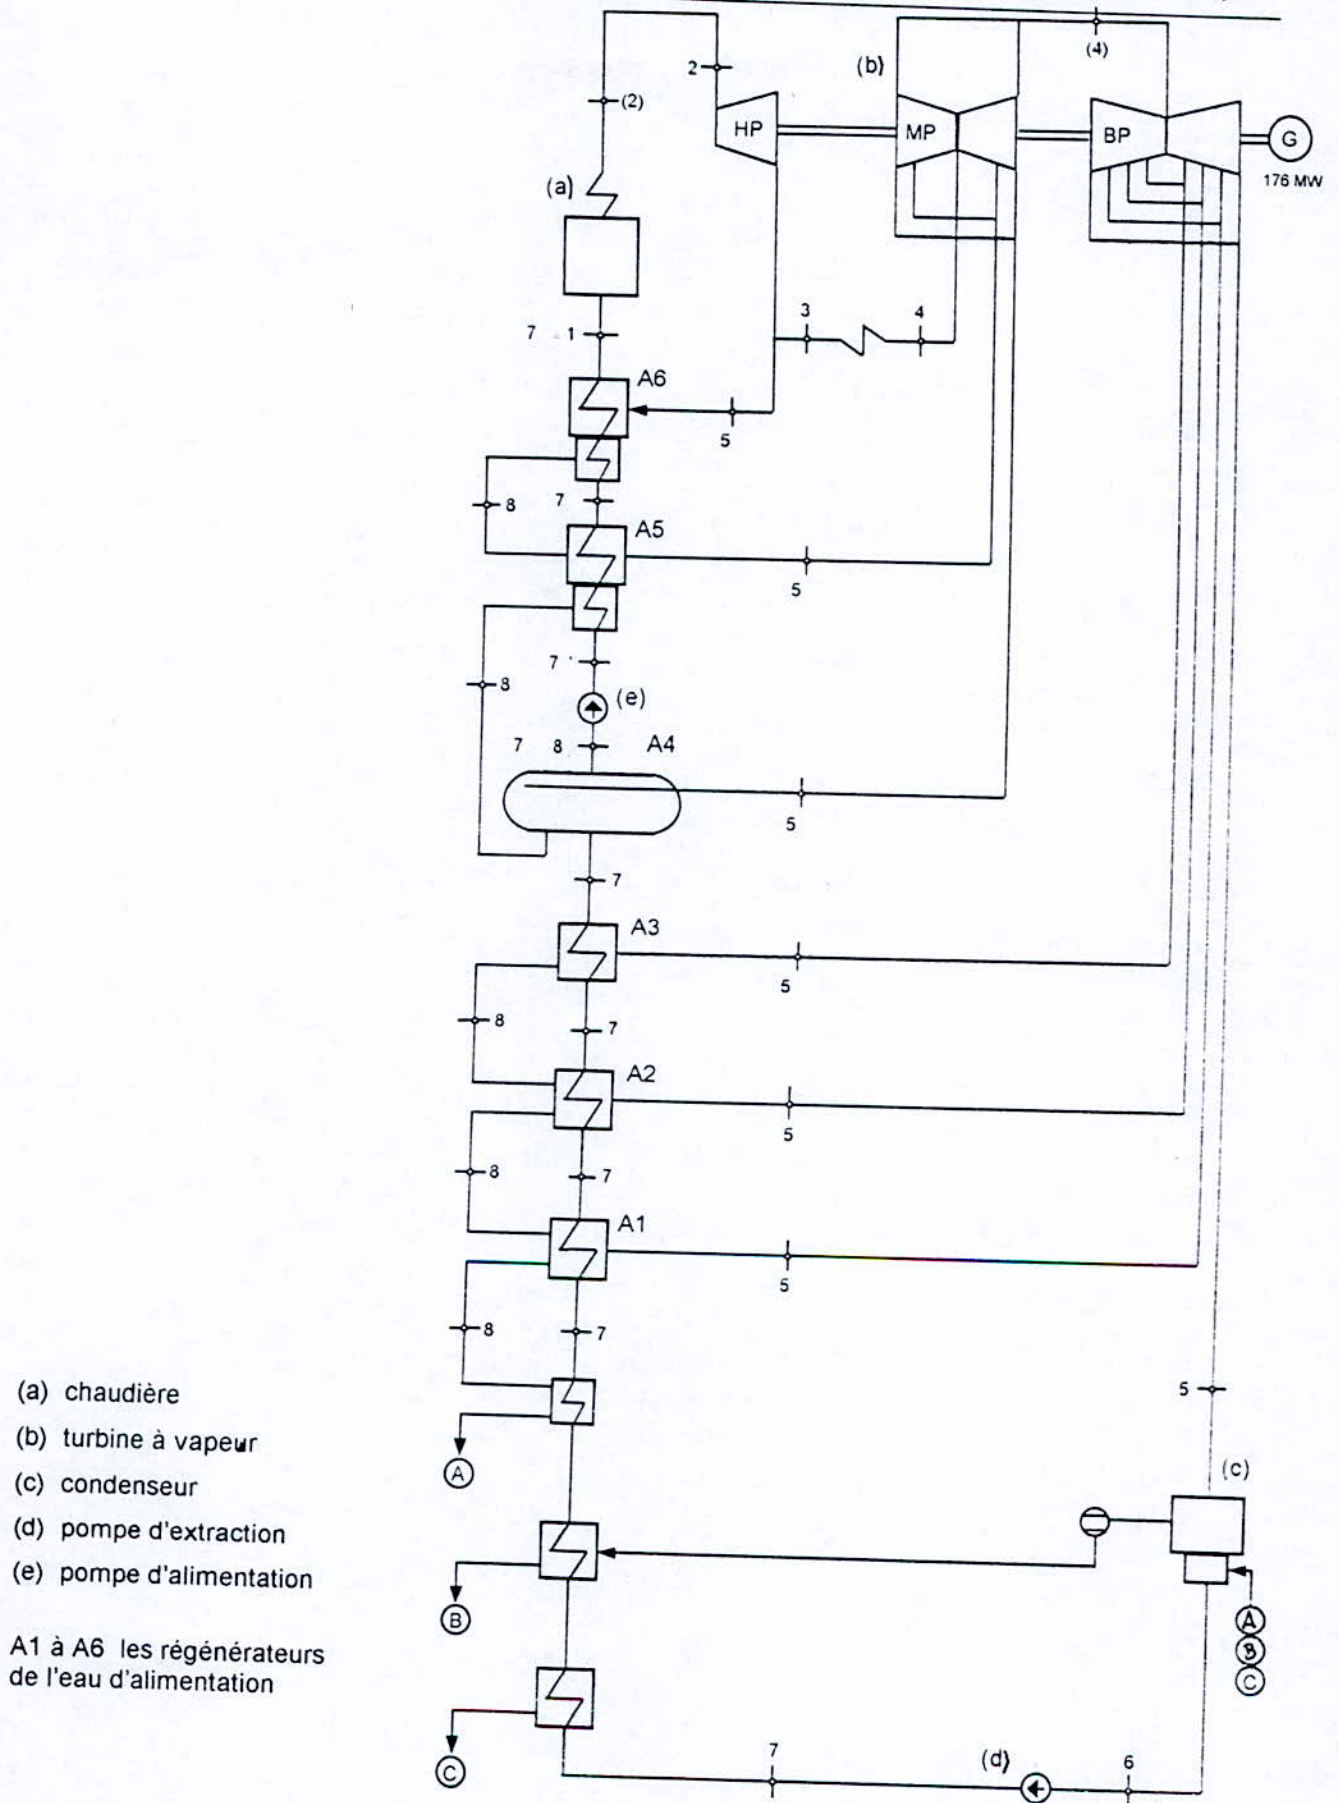 (4)
2
(b)
(2)
HP
MP
BP
G
176 MW
(a)
3
4
7 1
A6
5
8
7
A5
5
7
8
(e)
7 8
A4
5
7
A3
5
8
7
A2
5
8
7
A1
5
8
7
5
(a) chaudière
(b) turbine à vapeur
(c) condenseur
(d) pompe d'extraction
(e) pompe d'alimentation
A1 à A6 les régénérateurs
de l'eau d'alimentation
A
(c)
B
A
B
C
C
7
(d)
6